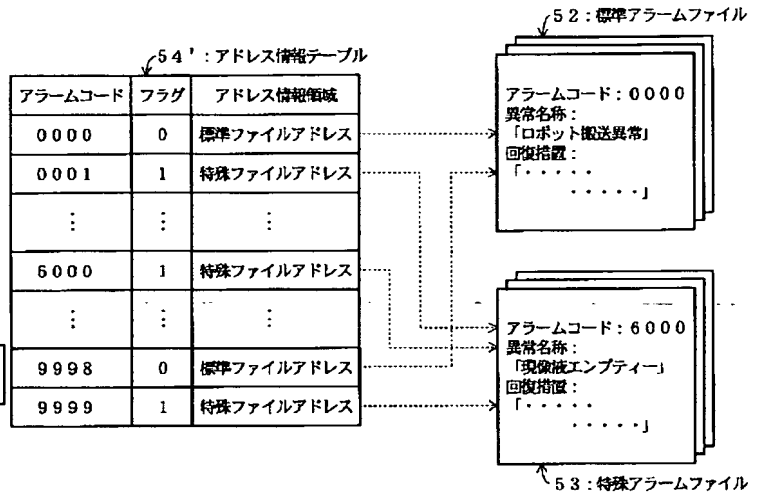 54'：アドレス情報テーブル
アラームコード フラグ アドレス情報領域
0000 0 標準ファイルアドレス
0001 1 特殊ファイルアドレス
⋮ ⋮ ⋮
6000 1 特殊ファイルアドレス
⋮ ⋮ ⋮
9998 0 標準ファイルアドレス
9999 1 特殊ファイルアドレス
52：標準アラームファイル
アラームコード：0000
異常名称：
「ロボット搬送異常」
回復措置：
「・・・・・
・・・・・」
アラームコード：6000
異常名称：
「現像液エンプティー」
回復措置：
「・・・・・
・・・・・」
53：特殊アラームファイル